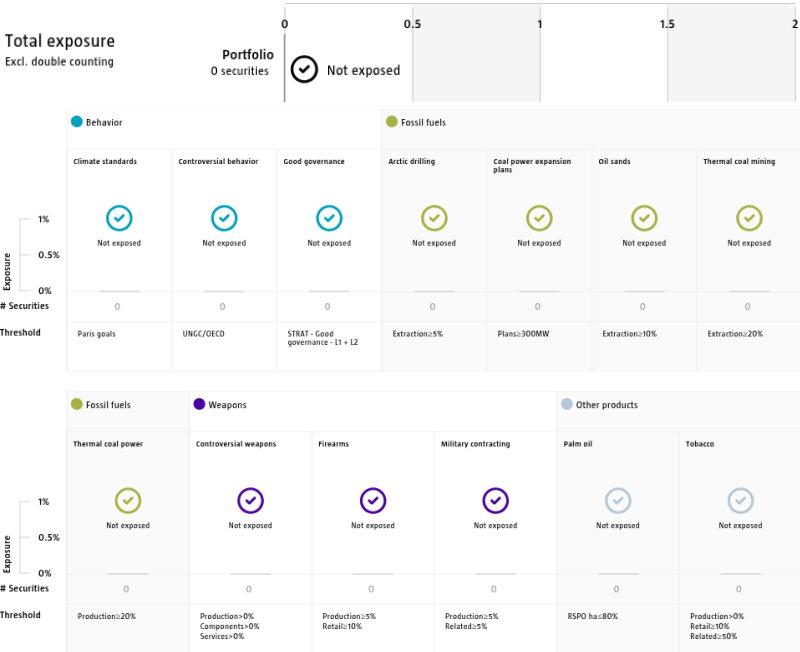 0 0.5 1 1.5 2
Total exposure
Excl. double counting
Portfolio
0 securities
Not exposed
Behavior
Fossil fuels
Climate standards Controversial behavior Good governance Arctic drilling Coal power expansion plans Oil sands Thermal coal mining
Not exposed Not exposed Not exposed Not exposed Not exposed Not exposed Not exposed
Exposure
1%
0.5%
0%
# Securities 0 0 0 0 0 0 0
Threshold Paris goals UNGC/OECD STRAT - Good governance - L1 + L2 Extraction≥5% Plans≥300MW Extraction≥10% Extraction≥20%
Fossil fuels Weapons Other products
Thermal coal power Controversial weapons Firearms Military contracting Palm oil Tobacco
Not exposed Not exposed Not exposed Not exposed Not exposed Not exposed
Exposure
1%
0.5%
0%
# Securities 0 0 0 0 0 0
Threshold Production≥20% Production>0% Production≥5% Production≥5% RSPO ha≤80% Production>0%
Components>0% Retail≥10% Related≥5% Retail≥10%
Services>0% Related≥50%